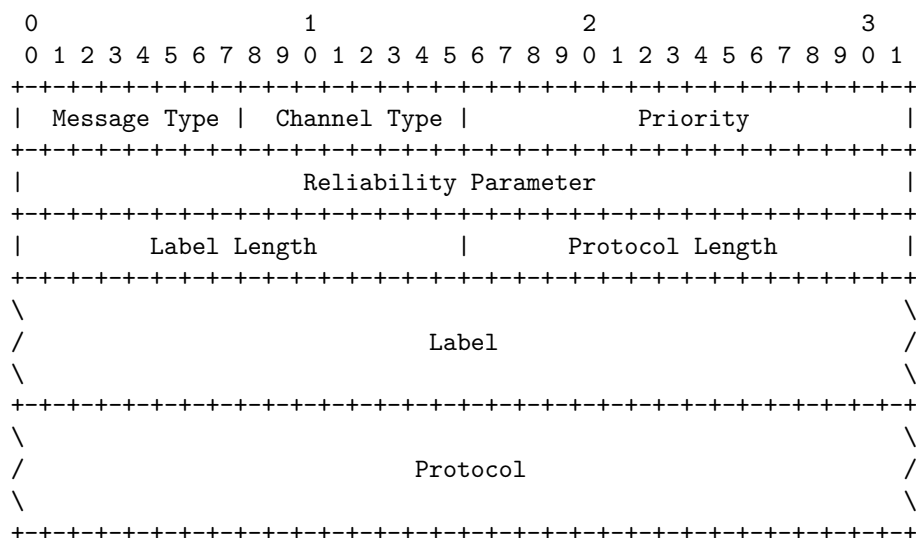 0                   1                   2                   3
 0 1 2 3 4 5 6 7 8 9 0 1 2 3 4 5 6 7 8 9 0 1 2 3 4 5 6 7 8 9 0 1
+-+-+-+-+-+-+-+-+-+-+-+-+-+-+-+-+-+-+-+-+-+-+-+-+-+-+-+-+-+-+-+-+
|  Message Type |  Channel Type |            Priority           |
+-+-+-+-+-+-+-+-+-+-+-+-+-+-+-+-+-+-+-+-+-+-+-+-+-+-+-+-+-+-+-+-+
|                    Reliability Parameter                      |
+-+-+-+-+-+-+-+-+-+-+-+-+-+-+-+-+-+-+-+-+-+-+-+-+-+-+-+-+-+-+-+-+
|         Label Length          |       Protocol Length         |
+-+-+-+-+-+-+-+-+-+-+-+-+-+-+-+-+-+-+-+-+-+-+-+-+-+-+-+-+-+-+-+-+
\                                                               \
/                             Label                             /
\                                                               \
+-+-+-+-+-+-+-+-+-+-+-+-+-+-+-+-+-+-+-+-+-+-+-+-+-+-+-+-+-+-+-+-+
\                                                               \
/                            Protocol                           /
\                                                               \
+-+-+-+-+-+-+-+-+-+-+-+-+-+-+-+-+-+-+-+-+-+-+-+-+-+-+-+-+-+-+-+-+